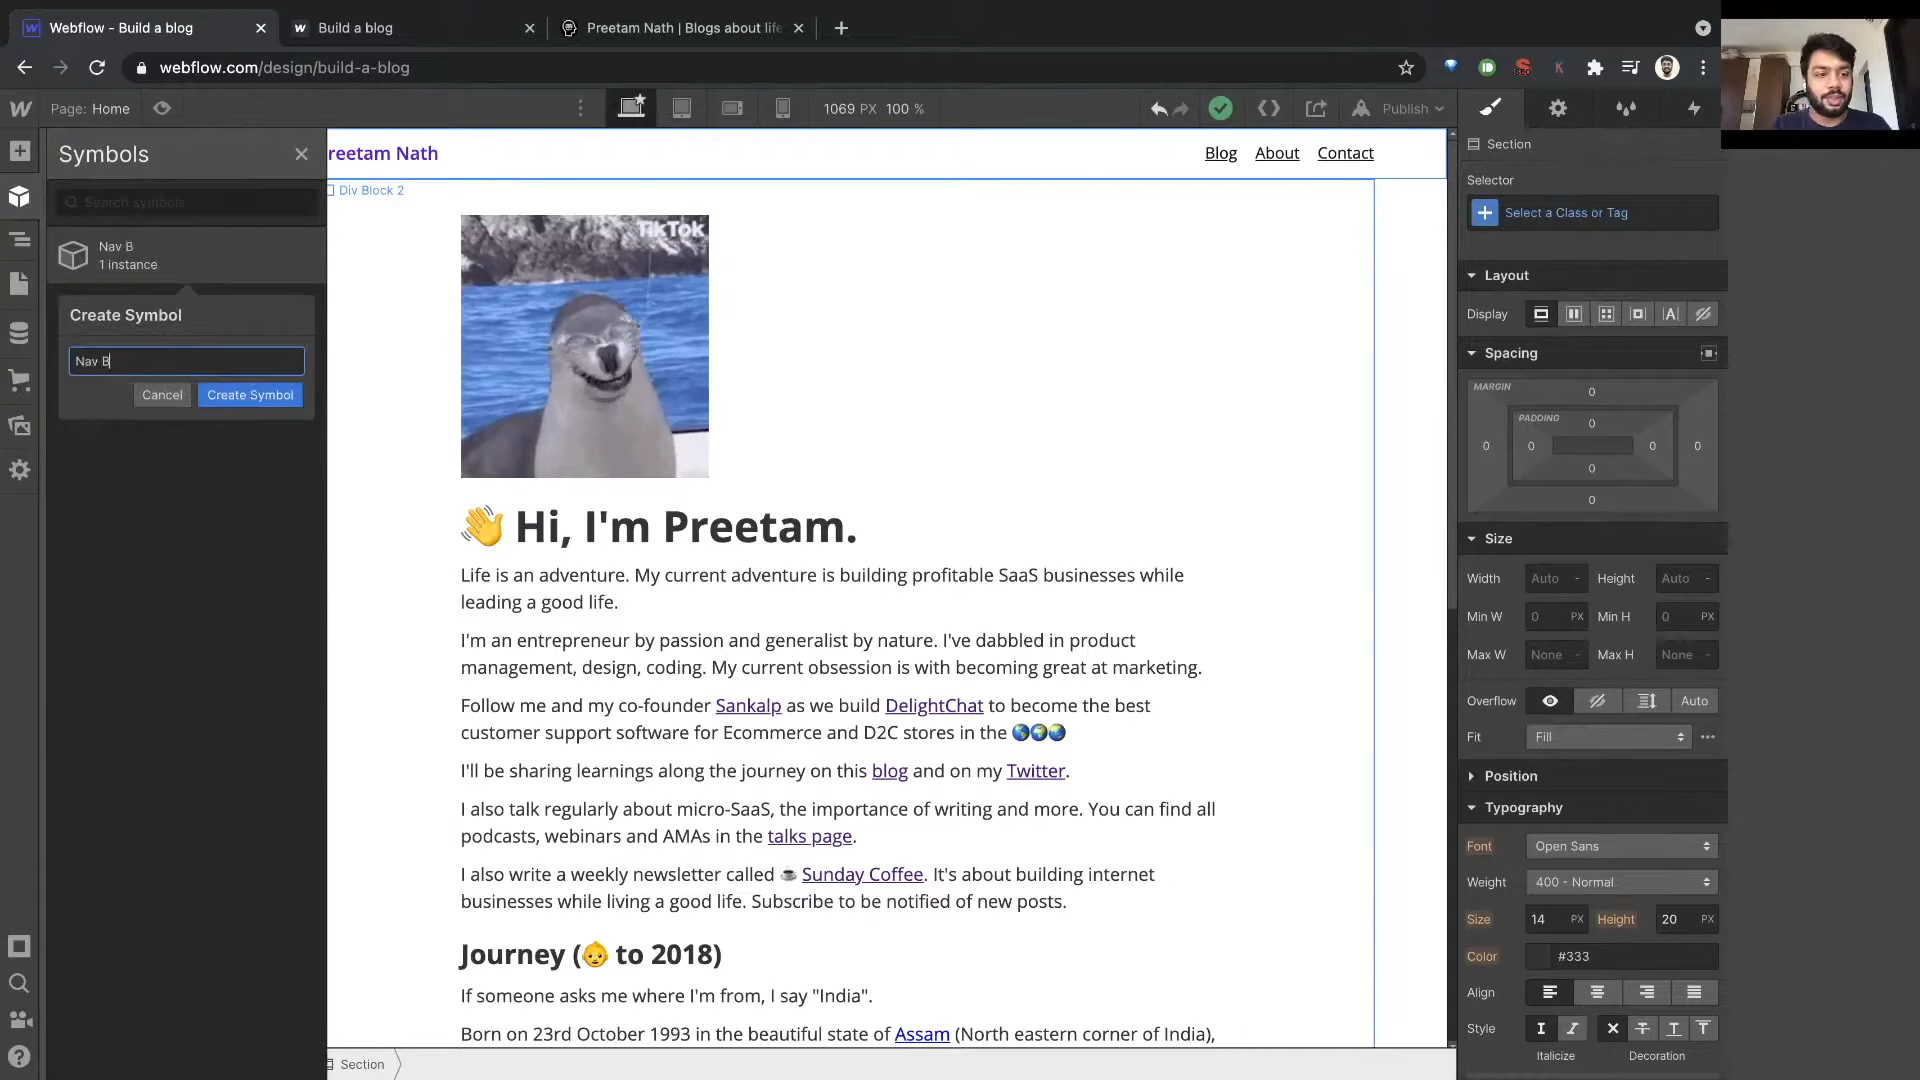 Webflow - Build a blog
Build a blog
Preetam Nath | Blogs about life
webflow.com/design/build-a-blog
Page: Home
1069 PX 100 %
Publish
Symbols
Search symbols
Nav B
1 instance
Create Symbol
Nav B
Cancel
Create Symbol
reetam Nath
Blog
About
Contact
Div Block 2
TikTok
👋 Hi, I'm Preetam.
Life is an adventure. My current adventure is building profitable SaaS businesses while
leading a good life.
I'm an entrepreneur by passion and generalist by nature. I've dabbled in product
management, design, coding. My current obsession is with becoming great at marketing.
Follow me and my co-founder Sankalp as we build DelightChat to become the best
customer support software for Ecommerce and D2C stores in the 🌎🌍🌏
I'll be sharing learnings along the journey on this blog and on my Twitter.
I also talk regularly about micro-SaaS, the importance of writing and more. You can find all
podcasts, webinars and AMAs in the talks page.
I also write a weekly newsletter called ☕ Sunday Coffee. It's about building internet
businesses while living a good life. Subscribe to be notified of new posts.
Journey (👶 to 2018)
If someone asks me where I'm from, I say "India".
Born on 23rd October 1993 in the beautiful state of Assam (North eastern corner of India),
Section
Section
Selector
Select a Class or Tag
Layout
Display
Spacing
MARGIN
0
PADDING
0
0 0 0 0
0
0
Size
Width Auto - Height Auto -
Min W 0 PX Min H 0 PX
Max W None - Max H None -
Overflow Auto
Fit Fill
Position
Typography
Font Open Sans
Weight 400 - Normal
Size 14 PX Height 20 PX
Color #333
Align
Style
Italicize Decoration